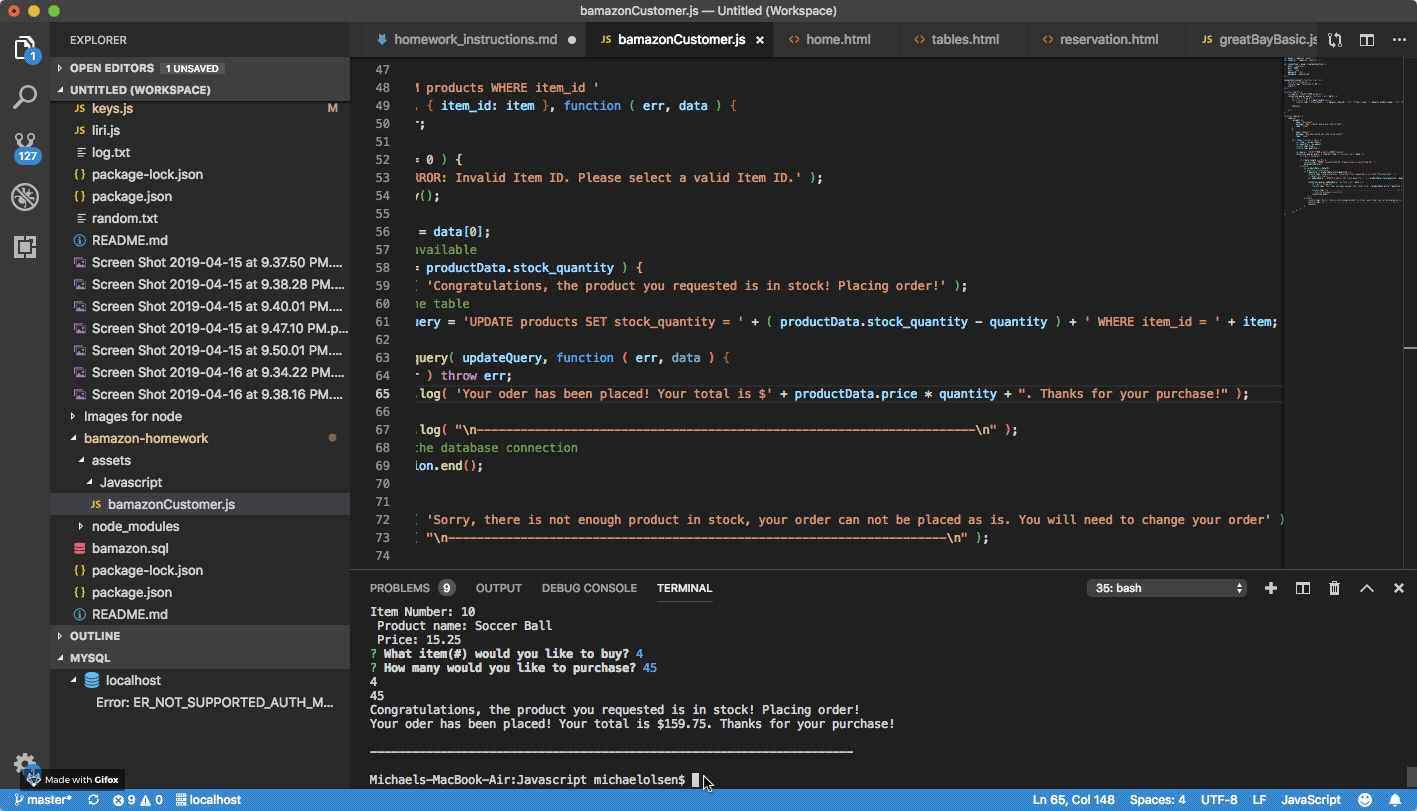 bamazonCustomer.js — Untitled (Workspace)
EXPLORER
homework_instructions.md
JS bamazonCustomer.js
<> home.html
<> tables.html
<> reservation.html
JS greatBayBasic.js
1
127
OPEN EDITORS 1 UNSAVED
UNTITLED (WORKSPACE)
JS keys.js M
JS liri.js
log.txt
{} package-lock.json
{} package.json
random.txt
README.md
Screen Shot 2019-04-15 at 9.37.50 PM....
Screen Shot 2019-04-15 at 9.38.28 PM....
Screen Shot 2019-04-15 at 9.40.01 PM....
Screen Shot 2019-04-15 at 9.47.10 PM.p...
Screen Shot 2019-04-15 at 9.50.01 PM....
Screen Shot 2019-04-16 at 9.34.22 PM....
Screen Shot 2019-04-16 at 9.38.16 PM....
Images for node
bamazon-homework
assets
Javascript
JS bamazonCustomer.js
node_modules
bamazon.sql
{} package-lock.json
{} package.json
README.md
OUTLINE
MYSQL
localhost
Error: ER_NOT_SUPPORTED_AUTH_M...
47
48 products WHERE item_id '
49 , { item_id: item }, function ( err, data ) {
50 ;
51
52 = 0 ) {
53 RROR: Invalid Item ID. Please select a valid Item ID.' );
54 ();
55
56 = data[0];
57 vailable
58 = productData.stock_quantity ) {
59 ( 'Congratulations, the product you requested is in stock! Placing order!' );
60 he table
61 uery = 'UPDATE products SET stock_quantity = ' + ( productData.stock_quantity - quantity ) + ' WHERE item_id = ' + item;
62
63 query( updateQuery, function ( err, data ) {
64 ) throw err;
65 .log( 'Your oder has been placed! Your total is $' + productData.price * quantity + ". Thanks for your purchase!" );
66
67 .log( "\n---------------------------------------------------------------------\n" );
68 the database connection
69 ion.end();
70
71
72 ( 'Sorry, there is not enough product in stock, your order can not be placed as is. You will need to change your order' )
73 ( "\n---------------------------------------------------------------------\n" );
74
PROBLEMS 9 OUTPUT DEBUG CONSOLE TERMINAL
35: bash
Item Number: 10
Product name: Soccer Ball
Price: 15.25
? What item(#) would you like to buy? 4
? How many would you like to purchase? 45
4
45
Congratulations, the product you requested is in stock! Placing order!
Your oder has been placed! Your total is $159.75. Thanks for your purchase!
---------------------------------------------------------------------
Michaels-MacBook-Air:Javascript michaelolsen$
Made with Gifox
master* 9 0 localhost
Ln 65, Col 148 Spaces: 4 UTF-8 LF JavaScript